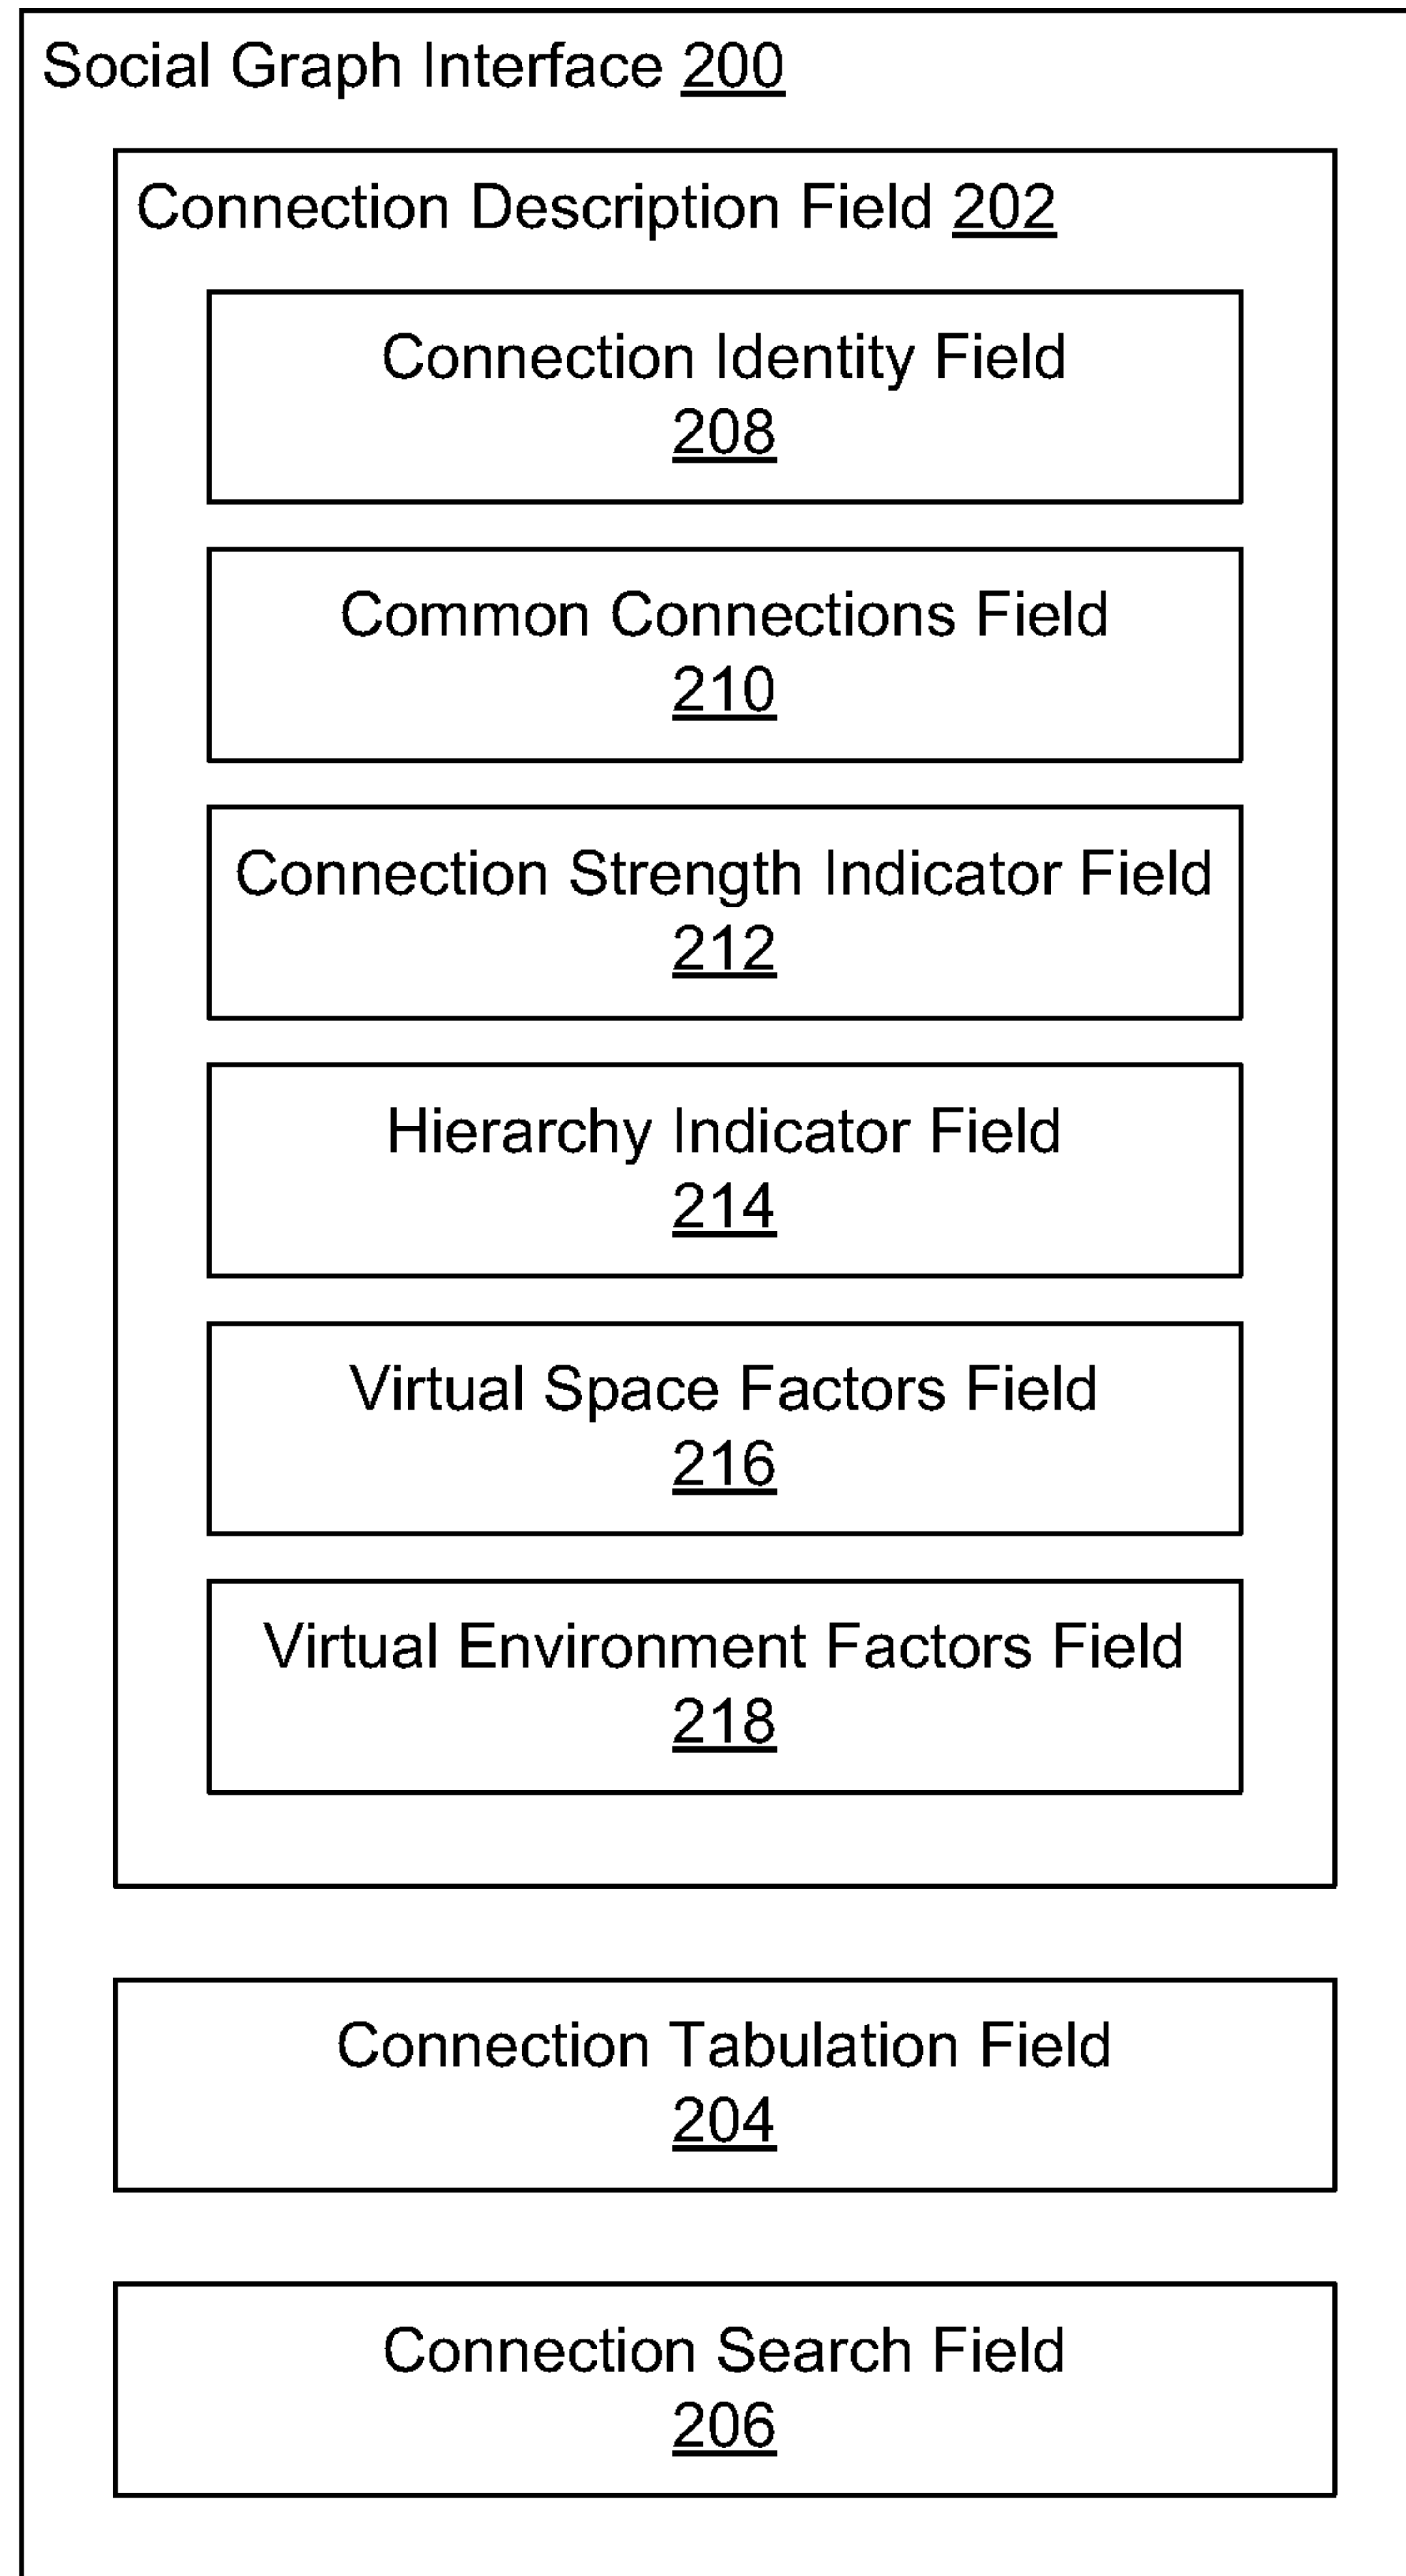 Social Graph Interface 200
Connection Description Field 202
Connection Identity Field
208
Common Connections Field
210
Connection Strength Indicator Field
212
Hierarchy Indicator Field
214
Virtual Space Factors Field
216
Virtual Environment Factors Field
218
Connection Tabulation Field
204
Connection Search Field
206